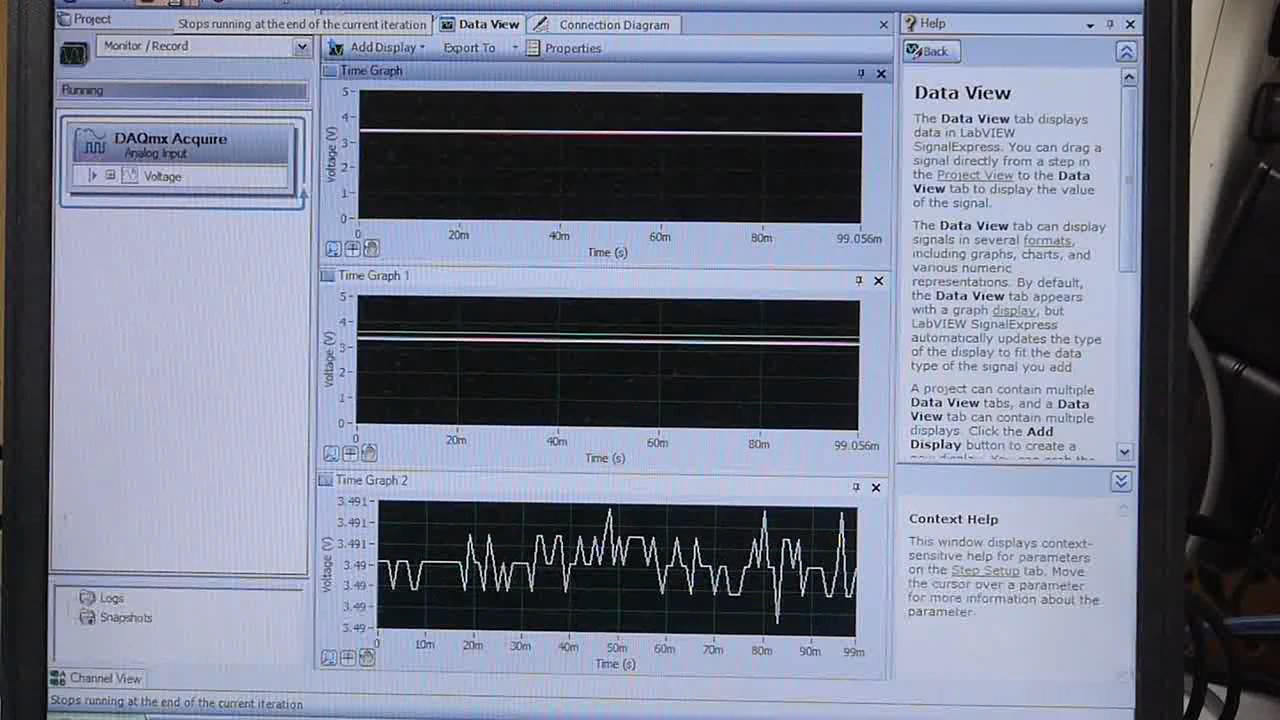 Project
Stops running at the end of the current iteration
Data View
Connection Diagram
Monitor / Record
Add Display
Export To
Properties
Running
DAQmx Acquire
Analog Input
Voltage
Time Graph
Voltage (V)
5
4
3
2
1
0
0
20m
40m
60m
80m
99.056m
Time (s)
Time Graph 1
Voltage (V)
5
4
3
2
1
0
0
20m
40m
60m
80m
99.056m
Time (s)
Time Graph 2
Voltage (V)
3.491
3.491
3.491
3.49
3.49
3.49
3.49
0
10m
20m
30m
40m
50m
60m
70m
80m
90m
99m
Time (s)
Logs
Snapshots
Channel View
Stops running at the end of the current iteration
Help
Back
Data View
The Data View tab displays
data in LabVIEW
SignalExpress. You can drag a
signal directly from a step in
the Project View to the Data
View tab to display the value
of the signal.
The Data View tab can display
signals in several formats,
including graphs, charts, and
various numeric
representations. By default,
the Data View tab appears
with a graph display, but
LabVIEW SignalExpress
automatically updates the type
of the display to fit the data
type of the signal you add
A project can contain multiple
Data View tabs, and a Data
View tab can contain multiple
displays. Click the Add
Display button to create a
Context Help
This window displays context-
sensitive help for parameters
on the Step Setup tab. Move
the cursor over a parameter
for more information about the
parameter.